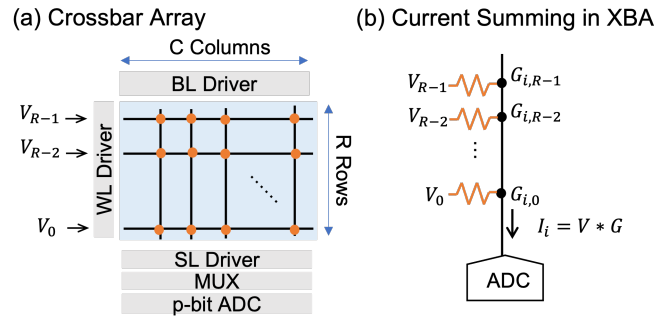 (a) Crossbar Array
C Columns
BL Driver
V_{R−1}
V_{R−2}
V_0
WL Driver
R Rows
SL Driver
MUX
p-bit ADC
(b) Current Summing in XBA
V_{R−1} G_{i,R−1}
V_{R−2} G_{i,R−2}
V_0 G_{i,0}
I_i = V * G
ADC